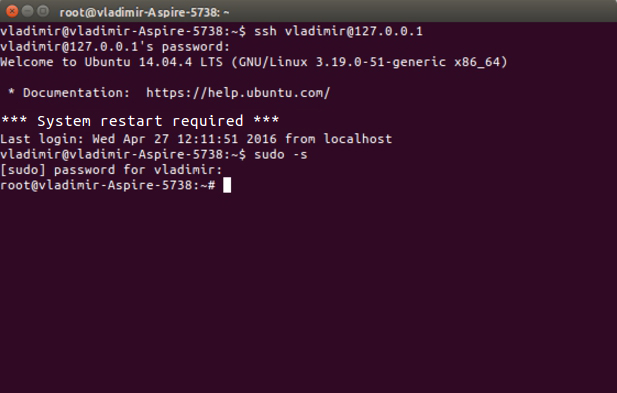 root@vladimir-Aspire-5738: ~
vladimir@vladimir-Aspire-5738:~$ ssh vladimir@127.0.0.1
vladimir@127.0.0.1's password:
Welcome to Ubuntu 14.04.4 LTS (GNU/Linux 3.19.0-51-generic x86_64)
 * Documentation:  https://help.ubuntu.com/
*** System restart required ***
Last login: Wed Apr 27 12:11:51 2016 from localhost
vladimir@vladimir-Aspire-5738:~$ sudo -s
[sudo] password for vladimir:
root@vladimir-Aspire-5738:~#